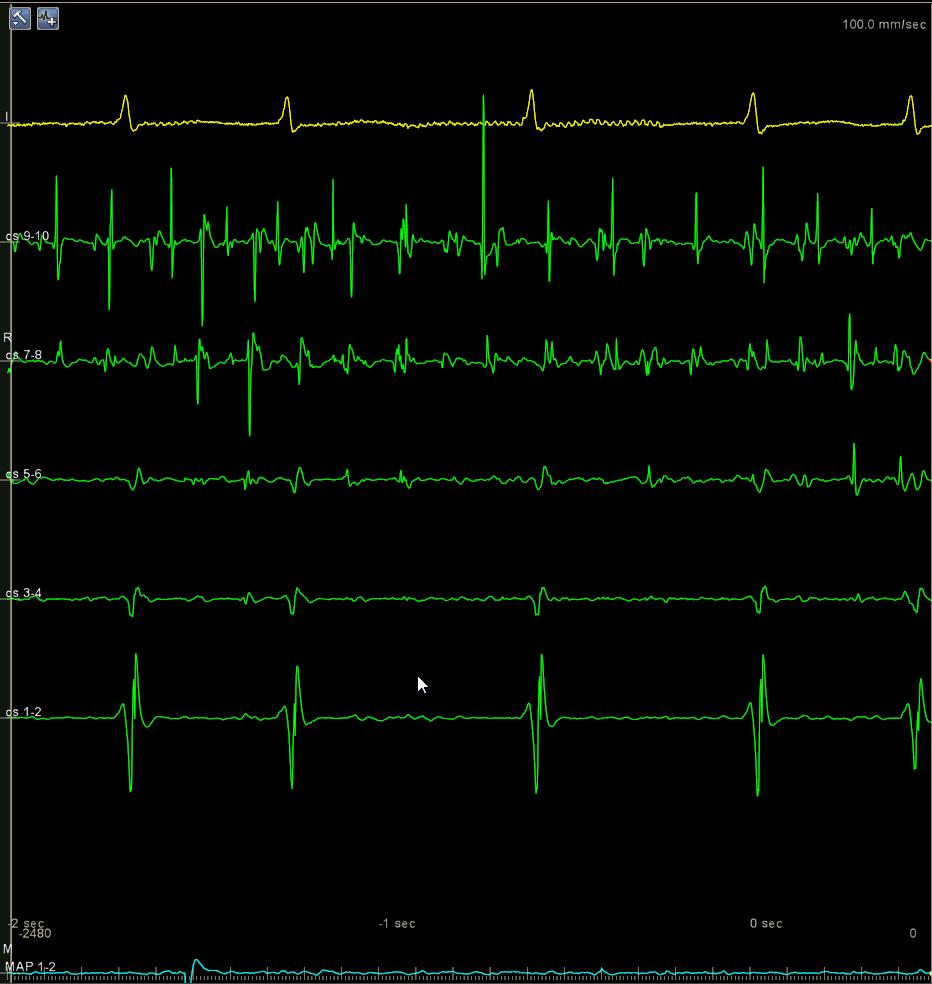 100.0 mm/sec
I
cs 9-10
R
cs 7-8
cs 5-6
cs 3-4
cs 1-2
-2 sec
-1 sec
0 sec
-2480
0
M
MAP 1-2